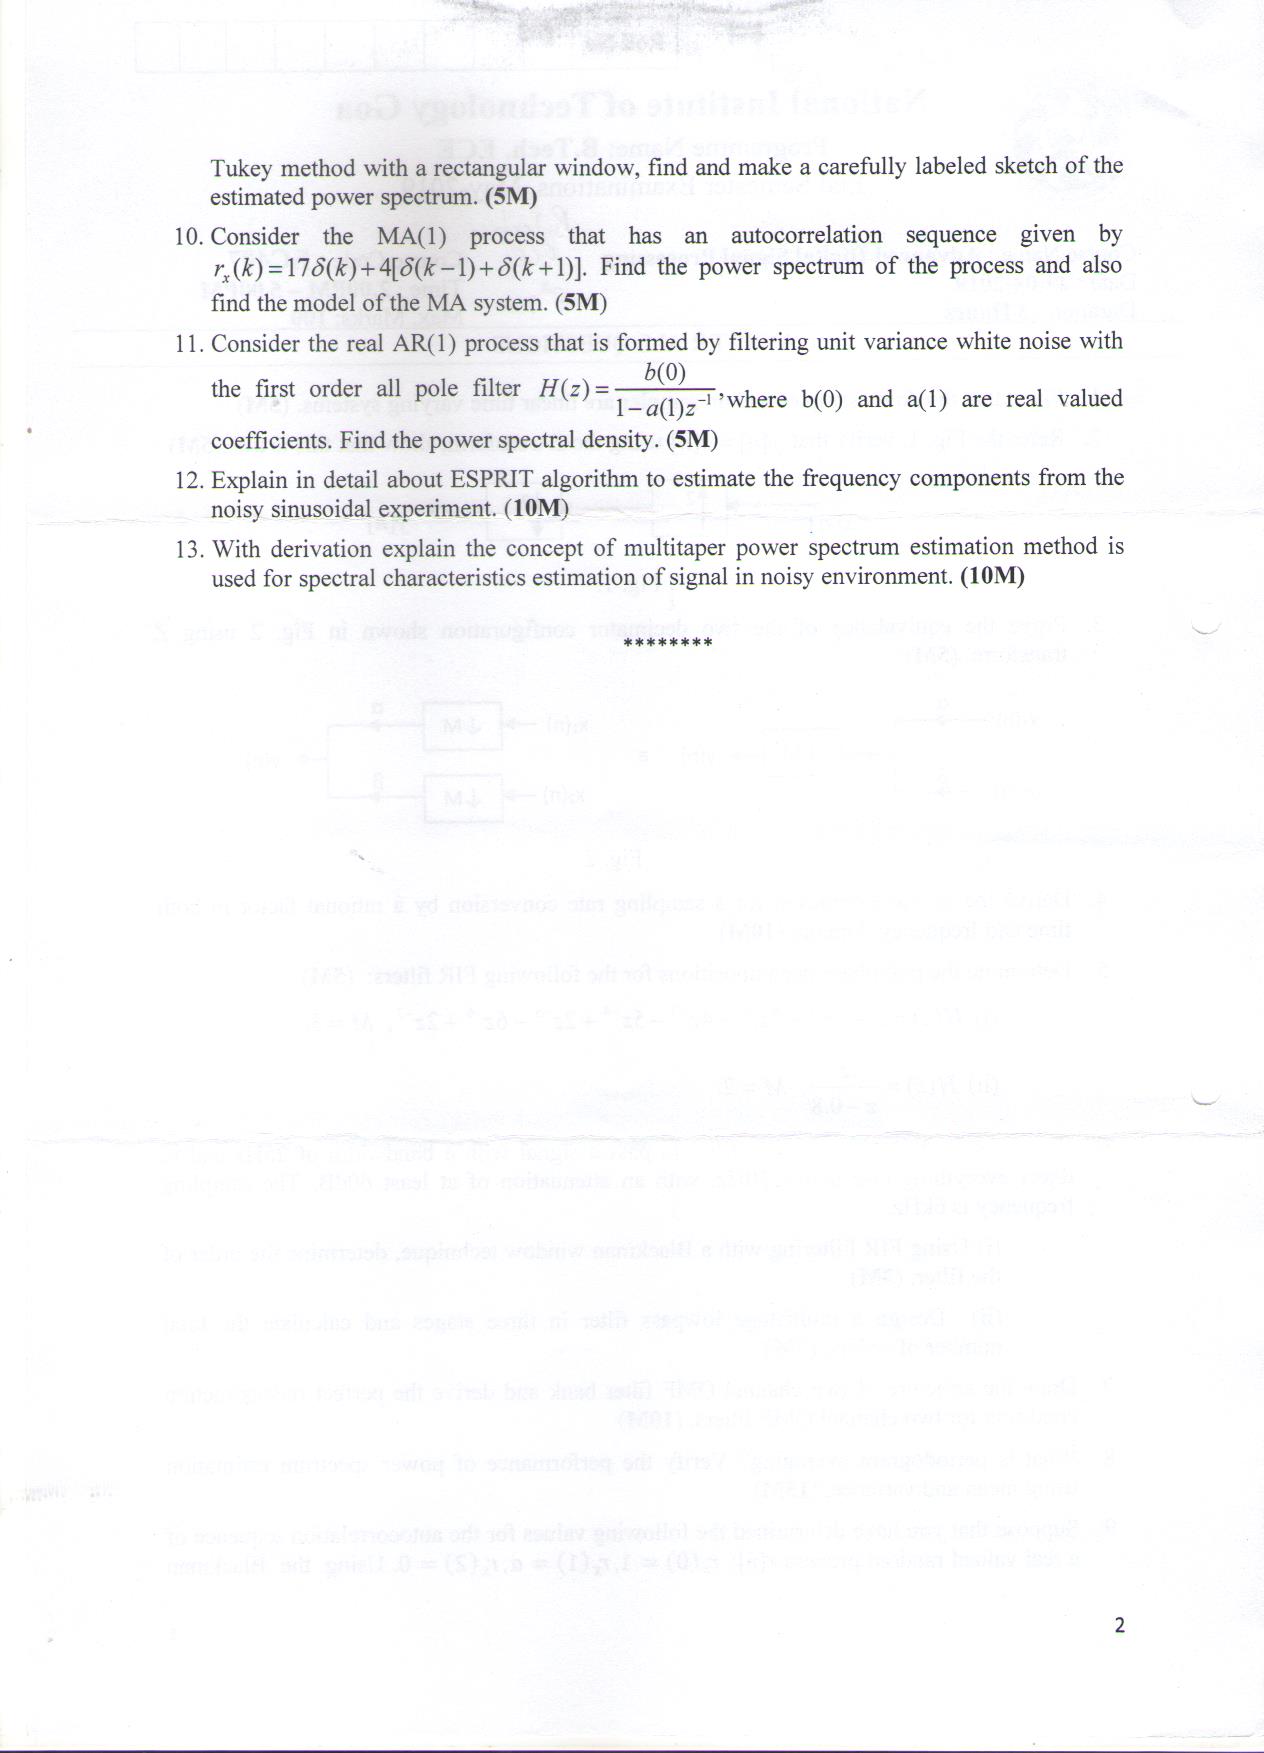 Tukey method with a rectangular window, find and make a carefully labeled sketch of the
estimated power spectrum. (5M)
10. Consider the MA(1) process that has an autocorrelation sequence given by
rₓ(k)=17δ(k)+4[δ(k−1)+δ(k+1)]. Find the power spectrum of the process and also
find the model of the MA system. (5M)
11. Consider the real AR(1) process that is formed by filtering unit variance white noise with
the first order all pole filter H(z)= b(0) / 1−a(1)z⁻¹ ,where b(0) and a(1) are real valued
coefficients. Find the power spectral density. (5M)
12. Explain in detail about ESPRIT algorithm to estimate the frequency components from the
noisy sinusoidal experiment. (10M)
13. With derivation explain the concept of multitaper power spectrum estimation method is
used for spectral characteristics estimation of signal in noisy environment. (10M)
********
2